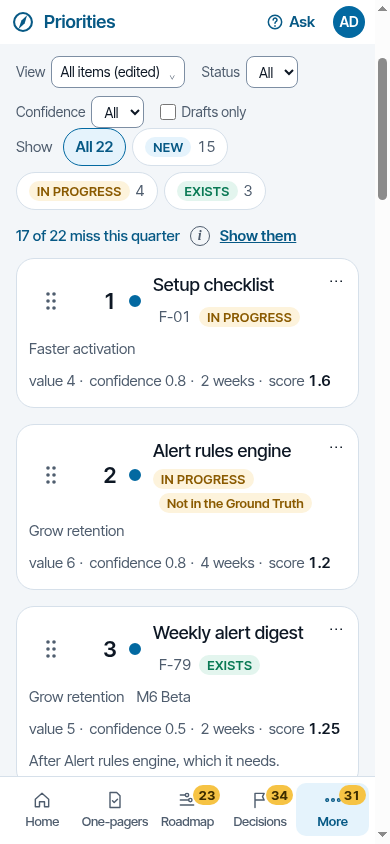 Priorities
Ask
AD
View All items (edited) Status All
Confidence All Drafts only
Show All 22 NEW 15
IN PROGRESS 4 EXISTS 3
17 of 22 miss this quarter i Show them
1 Setup checklist ...
F-01 IN PROGRESS
Faster activation
value 4 · confidence 0.8 · 2 weeks · score 1.6
2 Alert rules engine ...
IN PROGRESS
Not in the Ground Truth
Grow retention
value 6 · confidence 0.8 · 4 weeks · score 1.2
3 Weekly alert digest ...
F-79 EXISTS
Grow retention M6 Beta
value 5 · confidence 0.5 · 2 weeks · score 1.25
After Alert rules engine, which it needs.
23 34 31
Home One-pagers Roadmap Decisions More